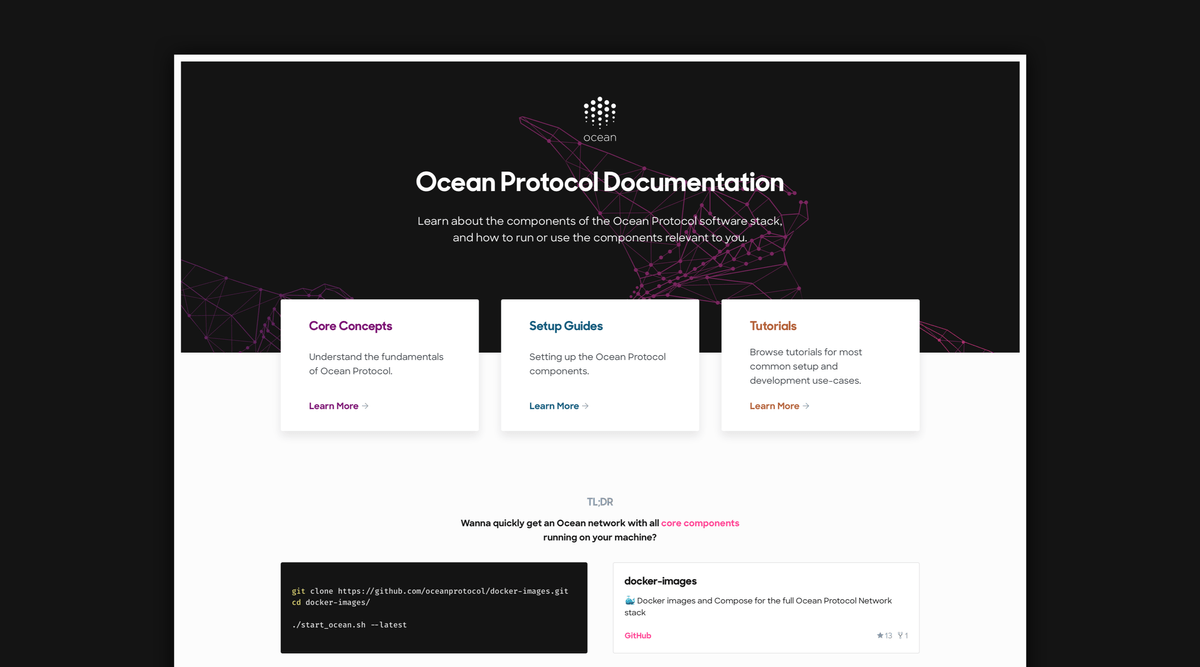 ocean
Ocean Protocol Documentation
Learn about the components of the Ocean Protocol software stack,
and how to run or use the components relevant to you.
Core Concepts
Understand the fundamentals
of Ocean Protocol.
Learn More →
Setup Guides
Setting up the Ocean Protocol
components.
Learn More →
Tutorials
Browse tutorials for most
common setup and
development use-cases.
Learn More →
TL;DR
Wanna quickly get an Ocean network with all core components
running on your machine?
git clone https://github.com/oceanprotocol/docker-images.git
cd docker-images/
./start_ocean.sh --latest
docker-images
🐳 Docker images and Compose for the full Ocean Protocol Network
stack
GitHub
13 1